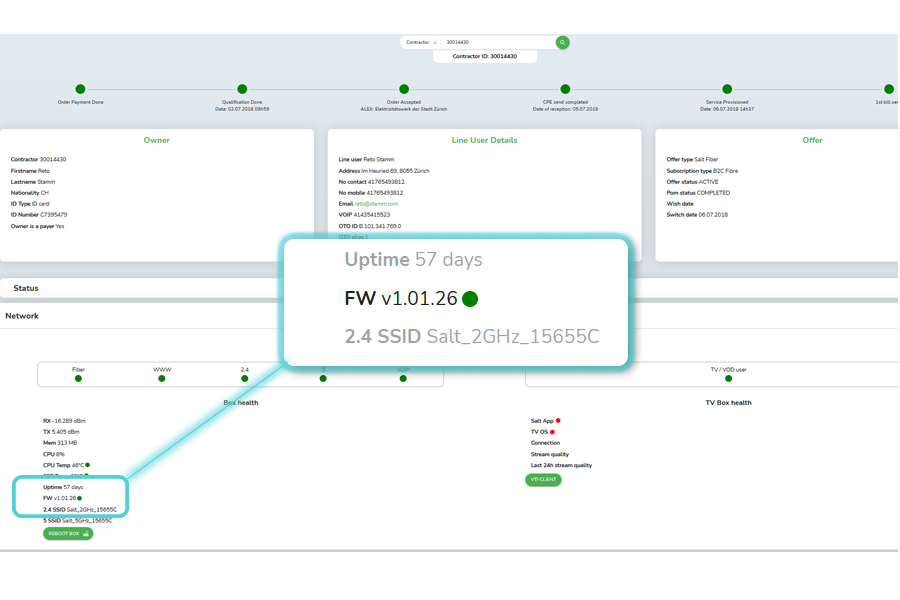 Contractor 30014430
Contractor ID: 30014430
Order Payment Done
Qualification Done
Date: 02.07.2018 09h59
Order Accepted
ALEX: Elektrizitätswerk der Stadt Zürich
CPE send completed
Date of reception: 05.07.2018
Service Provisioned
Date: 06.07.2018 14h37
1st bill se
Owner
Contractor 30014430
Firstname Reto
Lastname Stamm
Nationality CH
ID Type ID card
ID Number C7395479
Owner is a payer Yes
Line User Details
Line user Reto Stamm
Address Im Heuried 69, 8055 Zürich
No contact 41765493812
No mobile 41765493812
Email reto@stamm.com
VOIP 41435415523
OTO ID B.101.341.769.0
OTO plug 1
Offer
Offer type Salt Fiber
Subscription type B2C Fibre
Offer status ACTIVE
Pom status COMPLETED
Wish date
Switch date 06.07.2018
Uptime 57 days
FW v1.01.26
2.4 SSID Salt_2GHz_15655C
Status
Network
Fiber
WWW
2.4
5
VOIP
TV / VOD user
Box health
RX -16.289 dBm
TX 5.405 dBm
Mem 313 MB
CPU 8%
CPU Temp 46°C
Uptime 57 days
FW v1.01.26
2.4 SSID Salt_2GHz_15655C
5 SSID Salt_5GHz_15655C
REBOOT BOX
TV Box health
Salt App
TV OS
Connection
Stream quality
Last 24h stream quality
VTI CLIENT